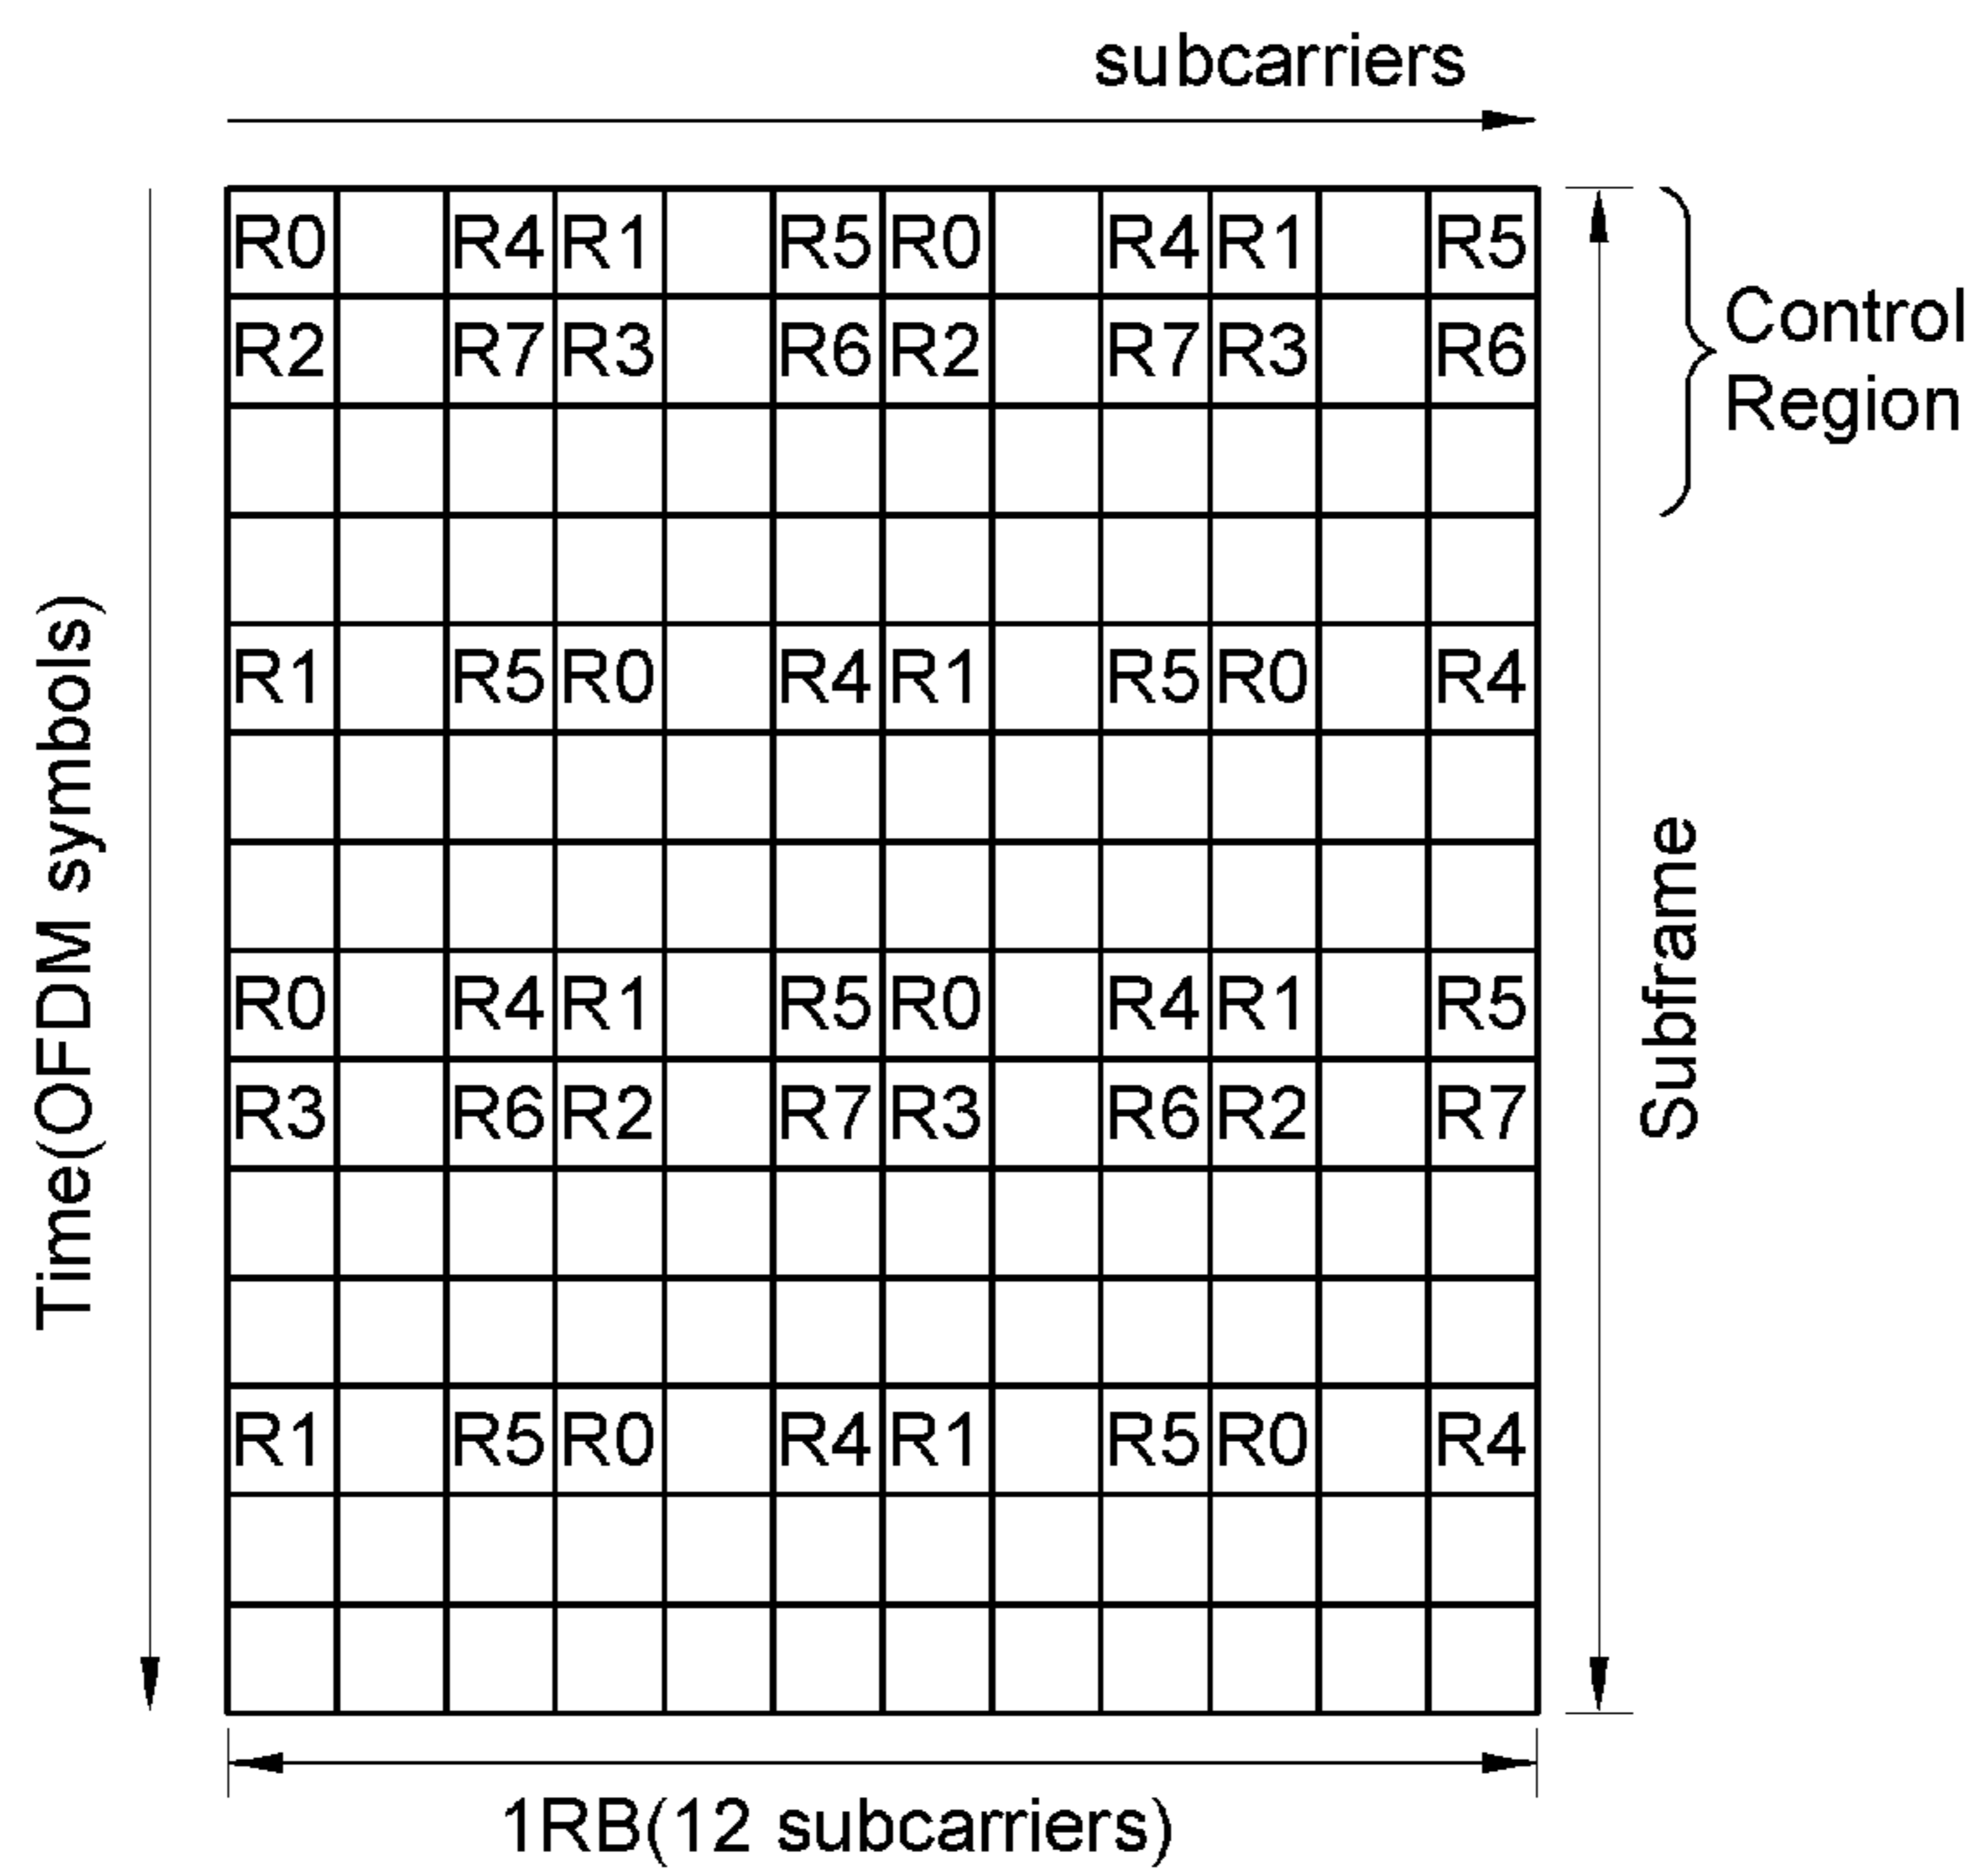 subcarriers
R0 R4 R1 R5 R0 R4 R1 R5
R2 R7 R3 R6 R2 R7 R3 R6
Control
Region
R1 R5 R0 R4 R1 R5 R0 R4
R0 R4 R1 R5 R0 R4 R1 R5
R3 R6 R2 R7 R3 R6 R2 R7
R1 R5 R0 R4 R1 R5 R0 R4
Time(OFDM symbols)
Subframe
1RB(12 subcarriers)